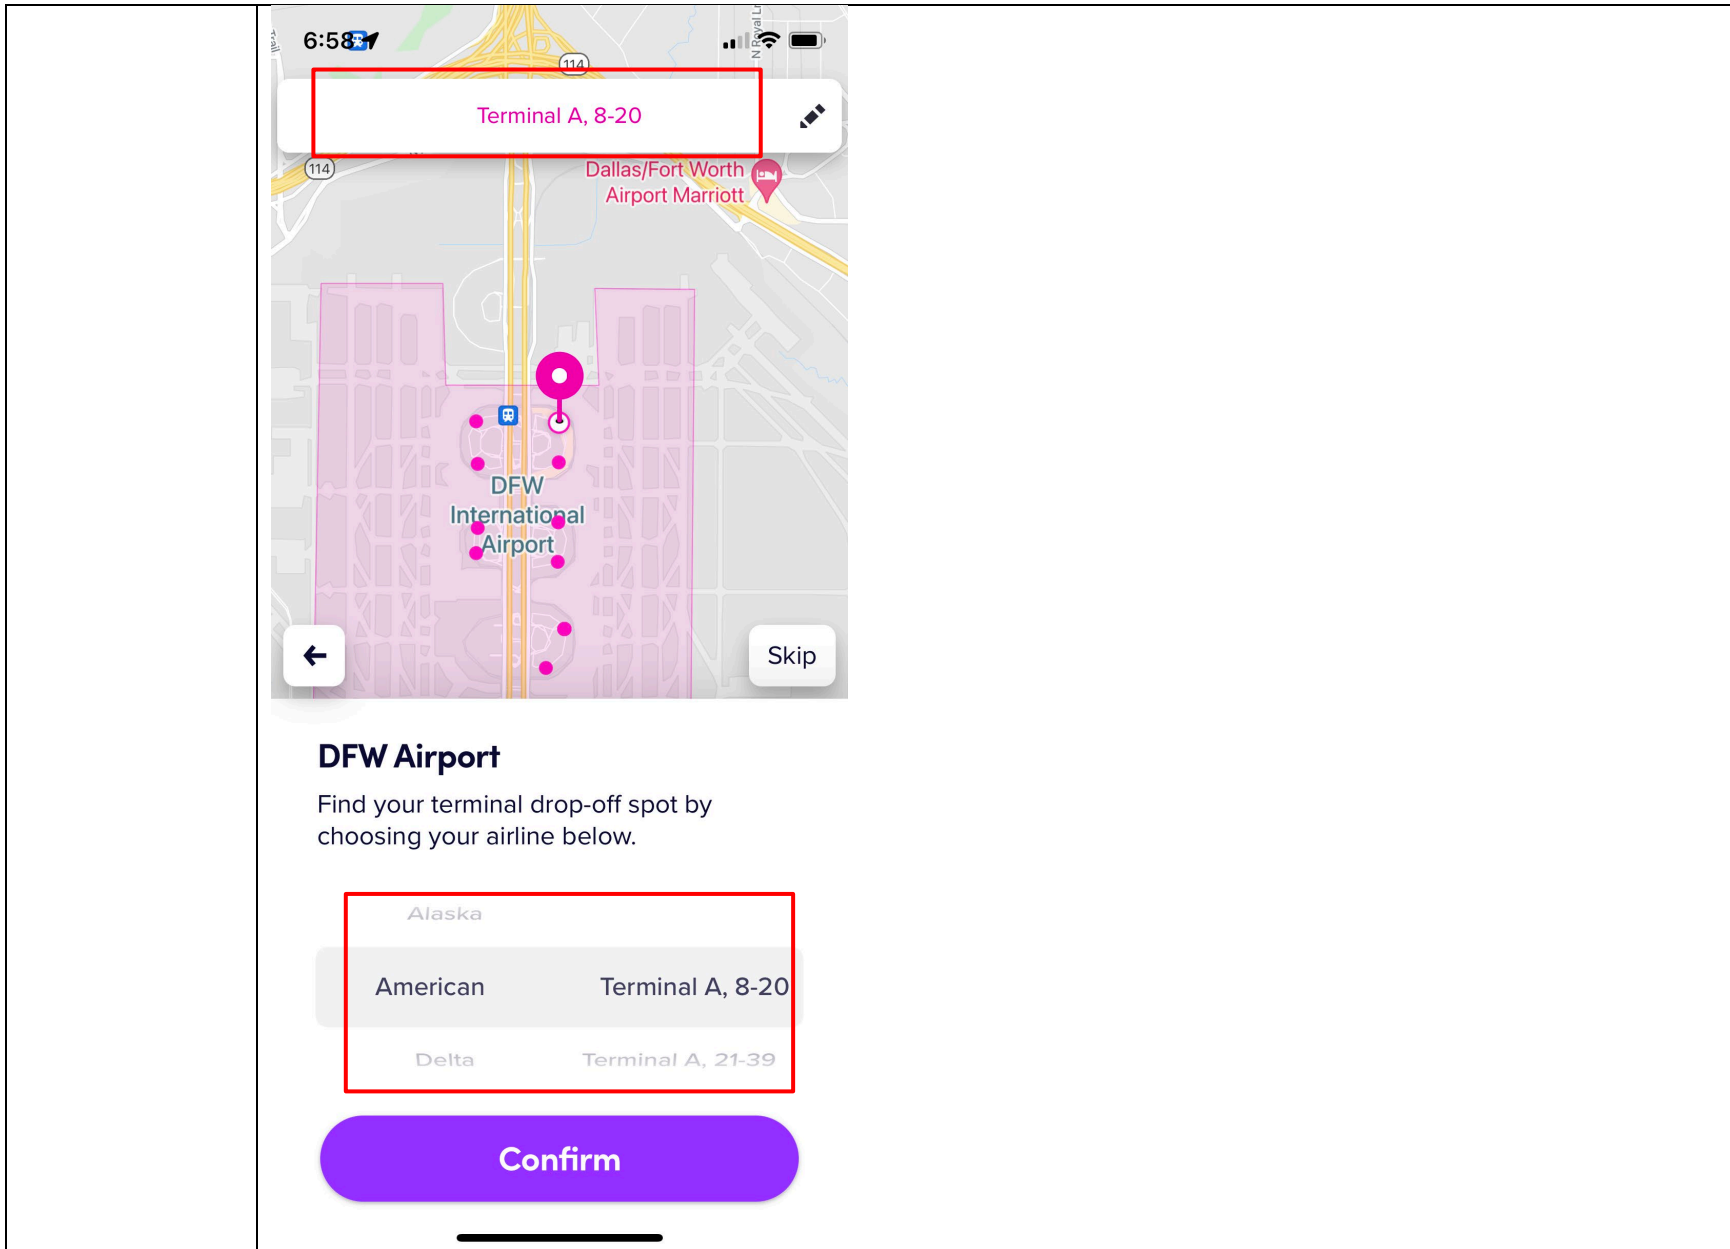 6:58
N Royal Ln
114
Terminal A, 8-20
114
Dallas/Fort Worth
Airport Marriott
DFW
International
Airport
Skip
DFW Airport
Find your terminal drop-off spot by
choosing your airline below.
Alaska
American Terminal A, 8-20
Delta Terminal A, 21-39
Confirm